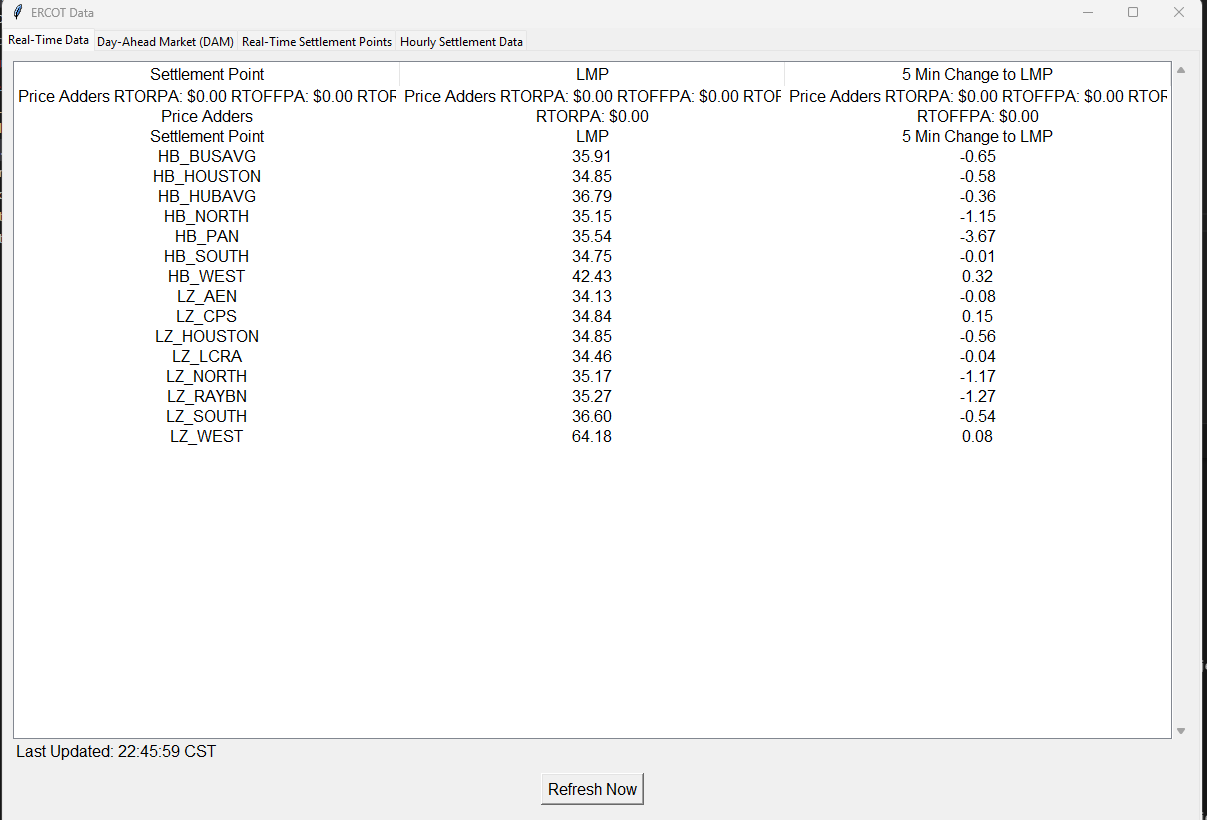 ERCOT Data
Real-Time Data Day-Ahead Market (DAM) Real-Time Settlement Points Hourly Settlement Data
Settlement Point LMP 5 Min Change to LMP
Price Adders RTORPA: $0.00 RTOFFPA: $0.00 RTOR Price Adders RTORPA: $0.00 RTOFFPA: $0.00 RTOR Price Adders RTORPA: $0.00 RTOFFPA: $0.00 RTOR
Price Adders RTORPA: $0.00 RTOFFPA: $0.00
Settlement Point LMP 5 Min Change to LMP
HB_BUSAVG 35.91 -0.65
HB_HOUSTON 34.85 -0.58
HB_HUBAVG 36.79 -0.36
HB_NORTH 35.15 -1.15
HB_PAN 35.54 -3.67
HB_SOUTH 34.75 -0.01
HB_WEST 42.43 0.32
LZ_AEN 34.13 -0.08
LZ_CPS 34.84 0.15
LZ_HOUSTON 34.85 -0.56
LZ_LCRA 34.46 -0.04
LZ_NORTH 35.17 -1.17
LZ_RAYBN 35.27 -1.27
LZ_SOUTH 36.60 -0.54
LZ_WEST 64.18 0.08
Last Updated: 22:45:59 CST
Refresh Now